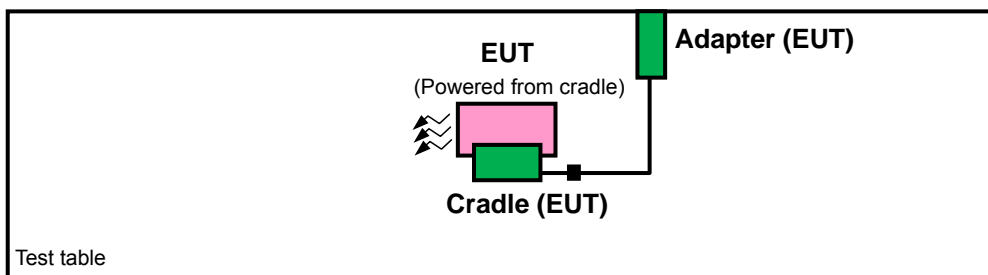 Adapter (EUT)
EUT
(Powered from cradle)
Cradle (EUT)
Test table